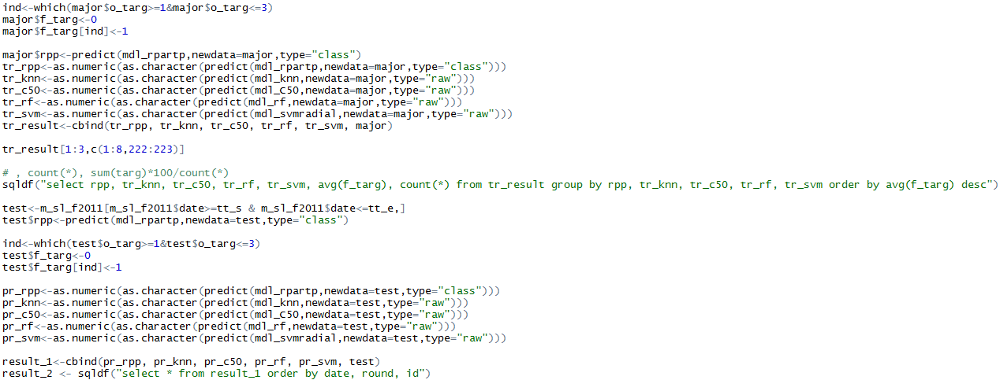 ind<-which(major$o_targ>=1&major$o_targ<=3)
major$f_targ<-0
major$f_targ[ind]<-1
major$rpp<-predict(mdl_rpartp,newdata=major,type="class")
tr_rpp<-as.numeric(as.character(predict(mdl_rpartp,newdata=major,type="class")))
tr_knn<-as.numeric(as.character(predict(mdl_knn,newdata=major,type="raw")))
tr_c50<-as.numeric(as.character(predict(mdl_C50,newdata=major,type="raw")))
tr_rf<-as.numeric(as.character(predict(mdl_rf,newdata=major,type="raw")))
tr_svm<-as.numeric(as.character(predict(mdl_svmradial,newdata=major,type="raw")))
tr_result<-cbind(tr_rpp, tr_knn, tr_c50, tr_rf, tr_svm, major)
tr_result[1:3,c(1:8,222:223)]
# , count(*), sum(targ)*100/count(*)
sqldf("select rpp, tr_knn, tr_c50, tr_rf, tr_svm, avg(f_targ), count(*) from tr_result group by rpp, tr_knn, tr_c50, tr_rf, tr_svm order by avg(f_targ) desc")
test<-m_sl_f2011[m_sl_f2011$date>=tt_s & m_sl_f2011$date<=tt_e,]
test$rpp<-predict(mdl_rpartp,newdata=test,type="class")
ind<-which(test$o_targ>=1&test$o_targ<=3)
test$f_targ<-0
test$f_targ[ind]<-1
pr_rpp<-as.numeric(as.character(predict(mdl_rpartp,newdata=test,type="class")))
pr_knn<-as.numeric(as.character(predict(mdl_knn,newdata=test,type="raw")))
pr_c50<-as.numeric(as.character(predict(mdl_C50,newdata=test,type="raw")))
pr_rf<-as.numeric(as.character(predict(mdl_rf,newdata=test,type="raw")))
pr_svm<-as.numeric(as.character(predict(mdl_svmradial,newdata=test,type="raw")))
result_1<-cbind(pr_rpp, pr_knn, pr_c50, pr_rf, pr_svm, test)
result_2 <- sqldf("select * from result_1 order by date, round, id")